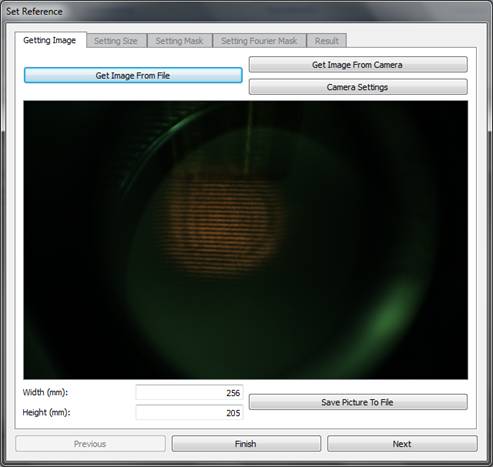 Set Reference
Getting Image
Setting Size
Setting Mask
Setting Fourier Mask
Result
Get Image From File
Get Image From Camera
Camera Settings
Width (mm): 256
Height (mm): 205
Save Picture To File
Previous
Finish
Next